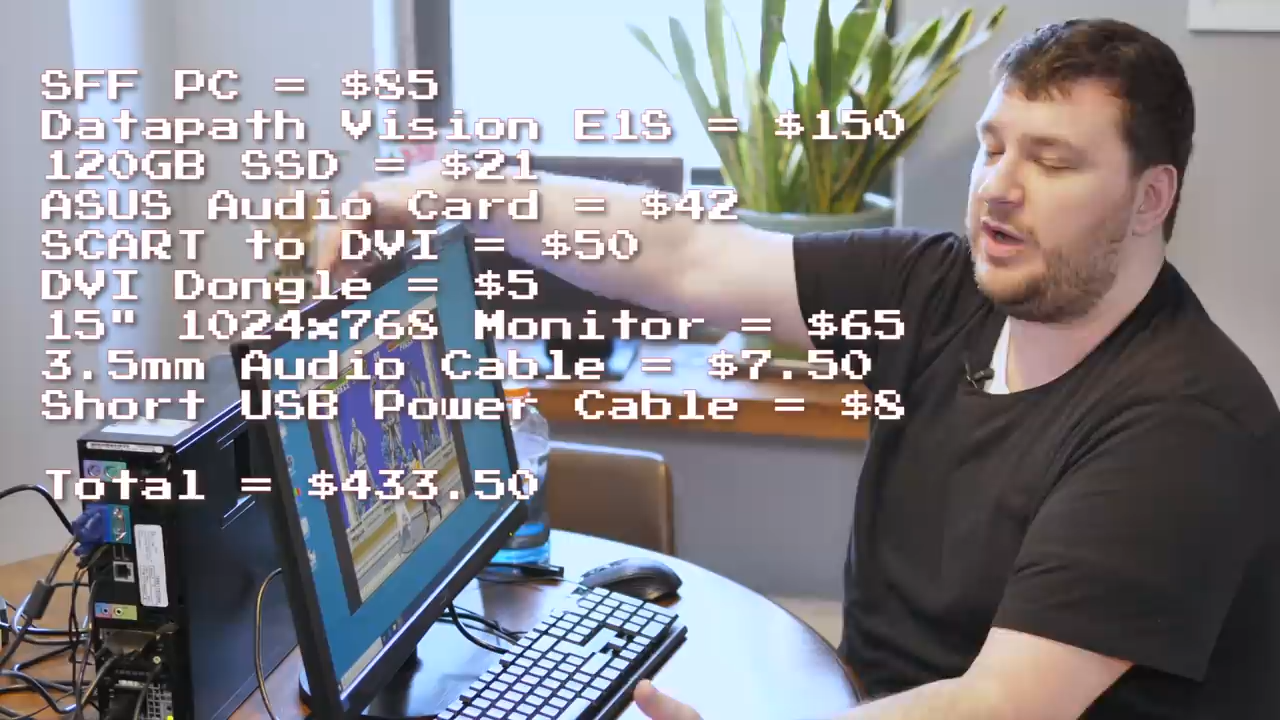 SFF PC = $85
Datapath Vision E1S = $150
120GB SSD = $21
ASUS Audio Card = $42
SCART to DVI = $50
DVI Dongle = $5
15" 1024x768 Monitor = $65
3.5mm Audio Cable = $7.50
Short USB Power Cable = $8
Total = $433.50